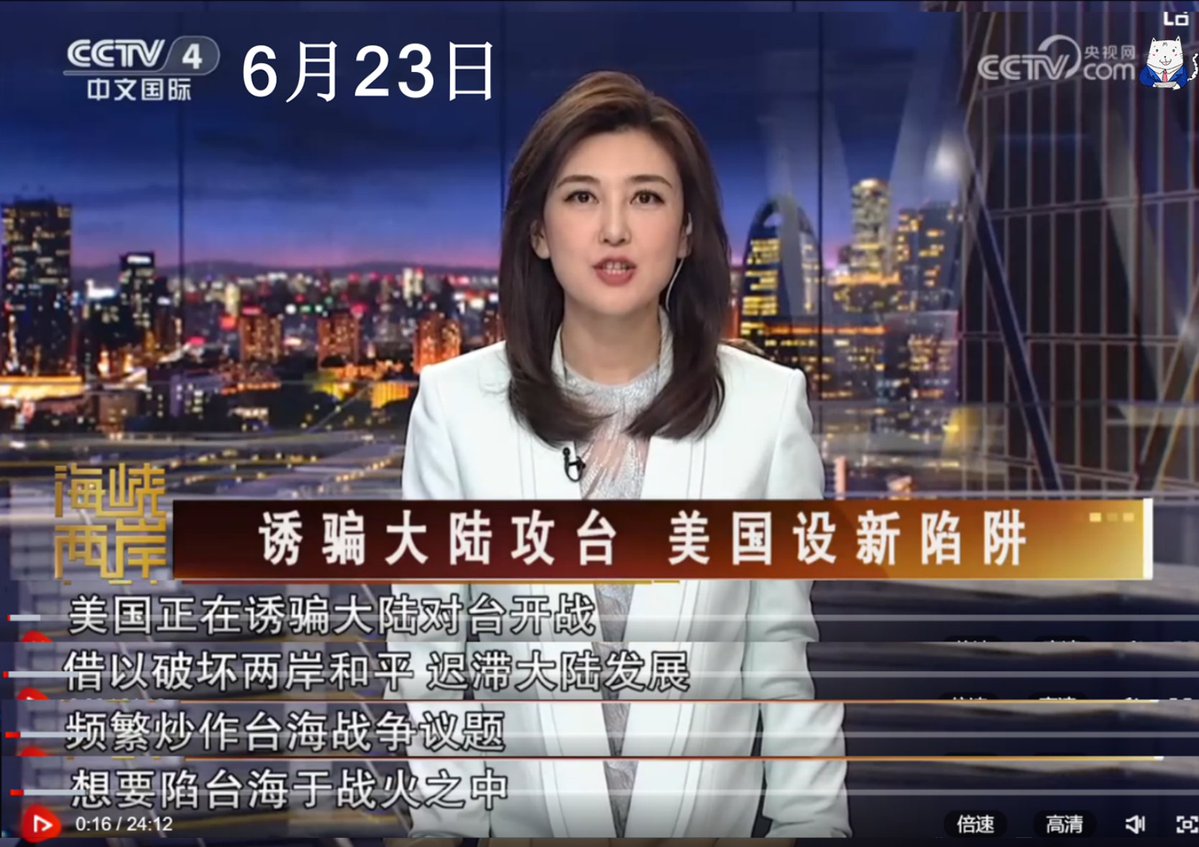 CCTV 4
中文国际
6月23日
CCTV 央视网
com
海峡
两岸
诱骗大陆攻台 美国设新陷阱
美国正在诱骗大陆对台开战
借以破坏两岸和平 迟滞大陆发展
频繁炒作台海战争议题
想要陷台海于战火之中
0:16 / 24:12
倍速
高清